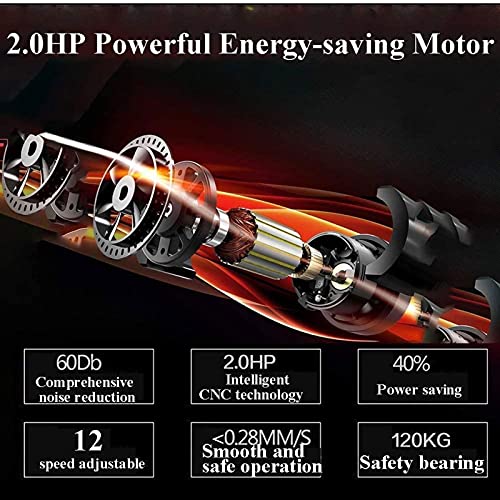 2.0HP Powerful Energy-saving Motor
60Db
Comprehensive
noise reduction
2.0HP
Intelligent
CNC technology
40%
Power saving
12
speed adjustable
<0.28MM/S
Smooth and
safe operation
120KG
Safety bearing